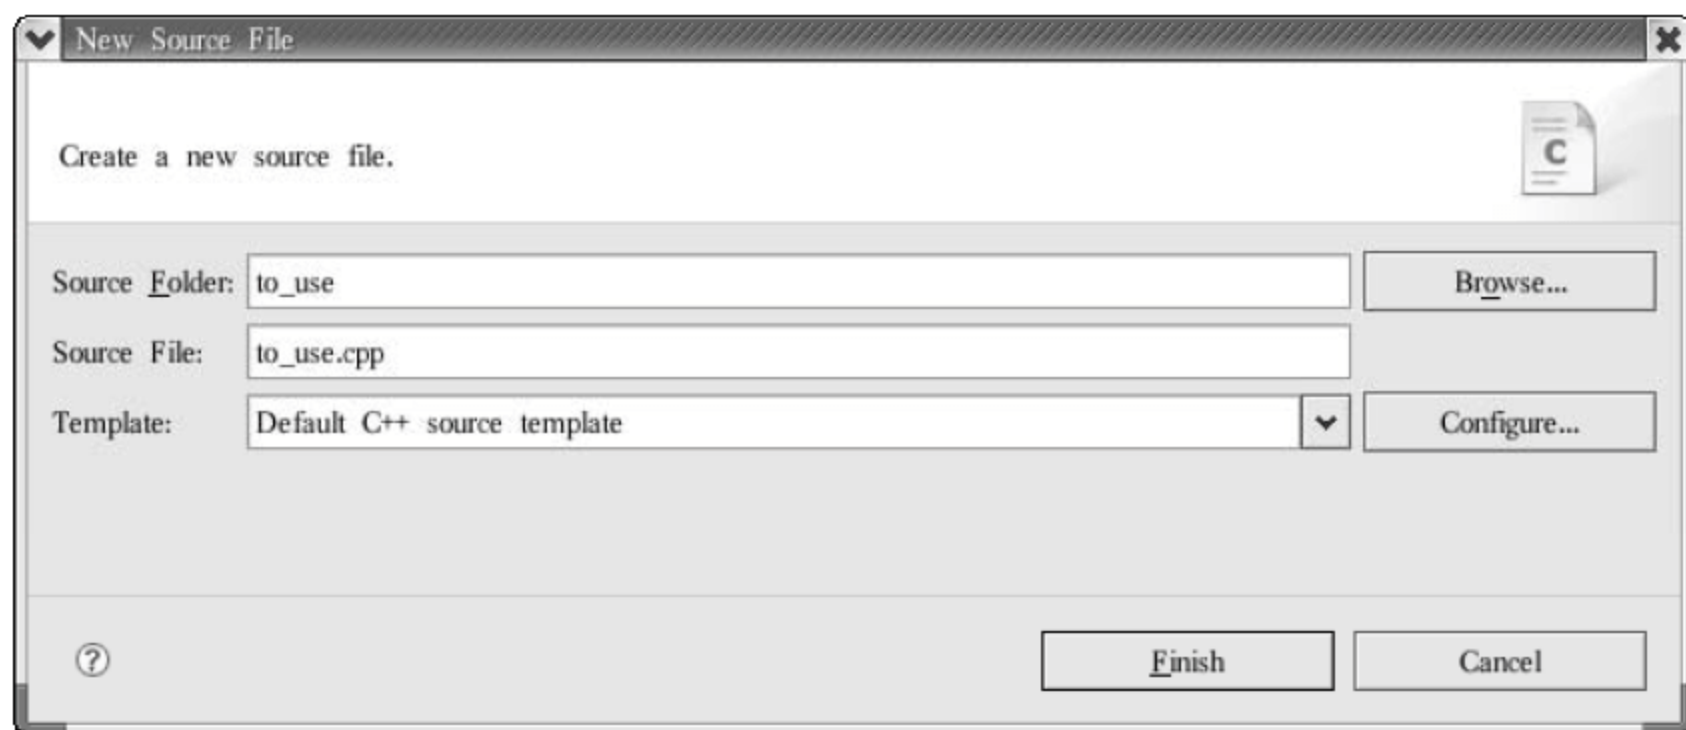 New Source File
Create a new source file.
C
Source Folder: to_use Browse...
Source File: to_use.cpp
Template: Default C++ source template Configure...
? Finish Cancel